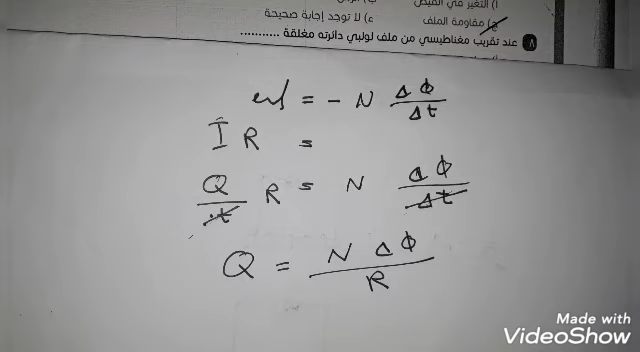 أ) التغير في الفيض
ج) مقاومة الملف ء) لا توجد إجابة صحيحة
٨ عند تقريب مغناطيسي من ملف لولبي دائرته مغلقة ..........
emf = - N ΔΦ/Δt
I R =
Q/t R = N ΔΦ/Δt
Q = N ΔΦ/R
Made with
VideoShow